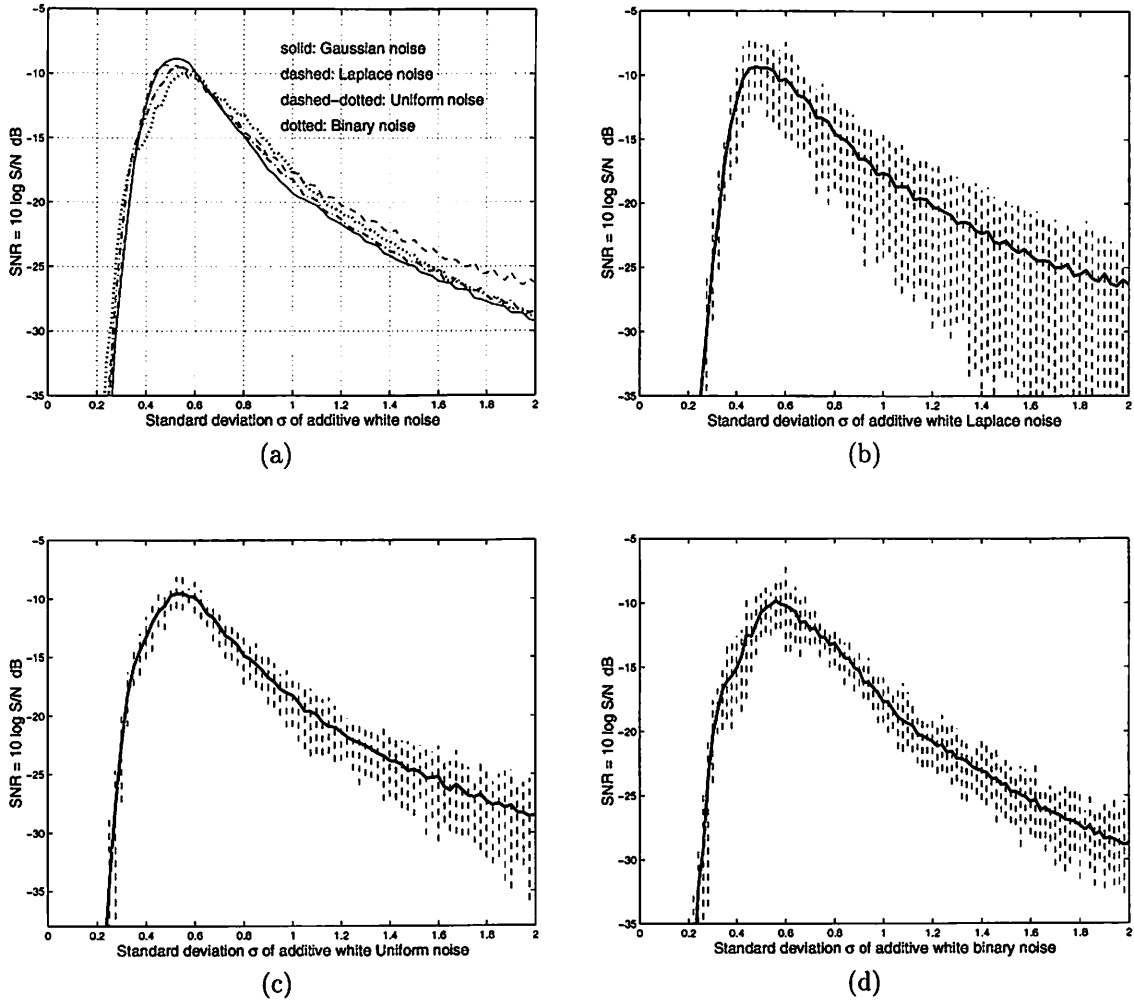 -5
-10
-15
-20
-25
-30
-35
SNR = 10 log S/N dB
solid: Gaussian noise
dashed: Laplace noise
dashed-dotted: Uniform noise
dotted: Binary noise
0 0.2 0.4 0.6 0.8 1 1.2 1.4 1.6 1.8 2
Standard deviation σ of additive white noise
(a)
-5
-10
-15
-20
-25
-30
-35
SNR = 10 log S/N dB
0 0.2 0.4 0.6 0.8 1 1.2 1.4 1.6 1.8 2
Standard deviation σ of additive white Laplace noise
(b)
-5
-10
-15
-20
-25
-30
-35
SNR = 10 log S/N dB
0 0.2 0.4 0.6 0.8 1 1.2 1.4 1.6 1.8 2
Standard deviation σ of additive white Uniform noise
(c)
-5
-10
-15
-20
-25
-30
-35
SNR = 10 log S/N dB
0 0.2 0.4 0.6 0.8 1 1.2 1.4 1.6 1.8 2
Standard deviation σ of additive white binary noise
(d)